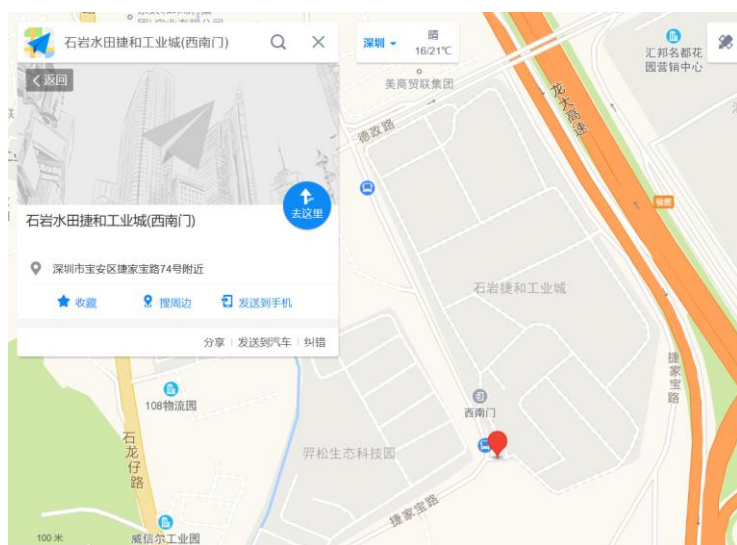 石岩水田捷和工业城(西南门)
返回
去这里
石岩水田捷和工业城(西南门)
深圳市宝安区捷家宝路74号附近
收藏
搜周边
发送到手机
分享
发送到汽车
纠错
深圳
晴
16/21℃
美商贸联集团
德政路
龙大高速
汇邦名都花
园营销中心
石岩捷和工业城
捷家宝路
西南门
108物流园
石龙仔路
羿松生态科技园
捷家宝路
威信尔工业园
100 米